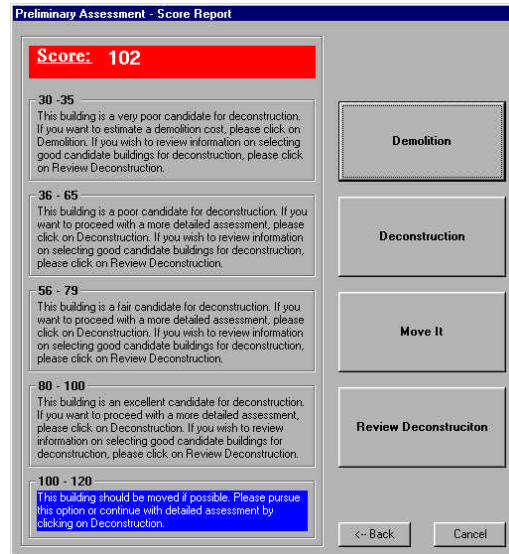 Preliminary Assessment - Score Report
Score: 102
30 -35
This building is a very poor candidate for deconstruction.
If you want to estimate a demolition cost, please click on
Demolition. If you wish to review information on selecting
good candidate buildings for deconstruction, please click
on Review Deconstruction.
36 - 65
This building is a poor candidate for deconstruction. If you
want to proceed with a more detailed assessment, please
click on Deconstruction. If you wish to review information
on selecting good candidate buildings for deconstruction,
please click on Review Deconstruction.
56 - 79
This building is a fair candidate for deconstruction. If you
want to proceed with a more detailed assessment, please
click on Deconstruction. If you wish to review information
on selecting good candidate buildings for deconstruction,
please click on Review Deconstruction.
80 - 100
This building is an excellent candidate for deconstruction.
If you want to proceed with a more detailed assessment,
please click on Deconstruction. If you wish to review
information on selecting good candidate buildings for
deconstruction, please click on Review Deconstruction.
100 - 120
This building should be moved if possible. Please pursue
this option or continue with detailed assessment by
clicking on Deconstruction.
Demolition
Deconstruction
Move It
Review Deconstruciton
<-- Back
Cancel